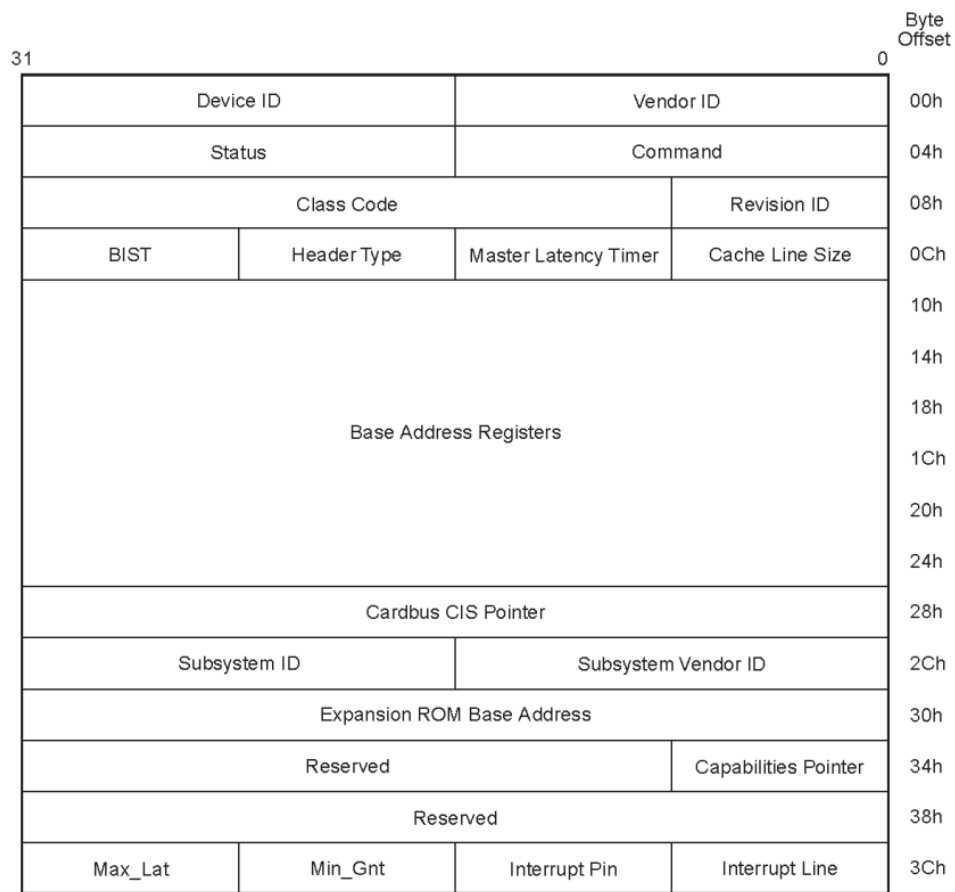 Byte
Offset
31 0
Device ID Vendor ID 00h
Status Command 04h
Class Code Revision ID 08h
BIST Header Type Master Latency Timer Cache Line Size 0Ch
10h
14h
18h
Base Address Registers
1Ch
20h
24h
Cardbus CIS Pointer 28h
Subsystem ID Subsystem Vendor ID 2Ch
Expansion ROM Base Address 30h
Reserved Capabilities Pointer 34h
Reserved 38h
Max_Lat Min_Gnt Interrupt Pin Interrupt Line 3Ch